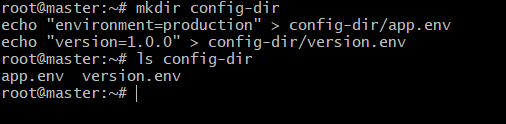 root@master:~# mkdir config-dir
echo "environment=production" > config-dir/app.env
echo "version=1.0.0" > config-dir/version.env
root@master:~# ls config-dir
app.env  version.env
root@master:~#